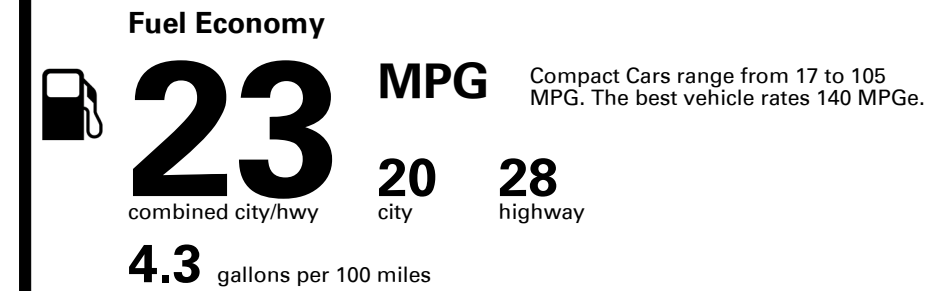 Fuel Economy
23 MPG
Compact Cars range from 17 to 105
MPG. The best vehicle rates 140 MPGe.
combined city/hwy
20
city
28
highway
4.3 gallons per 100 miles